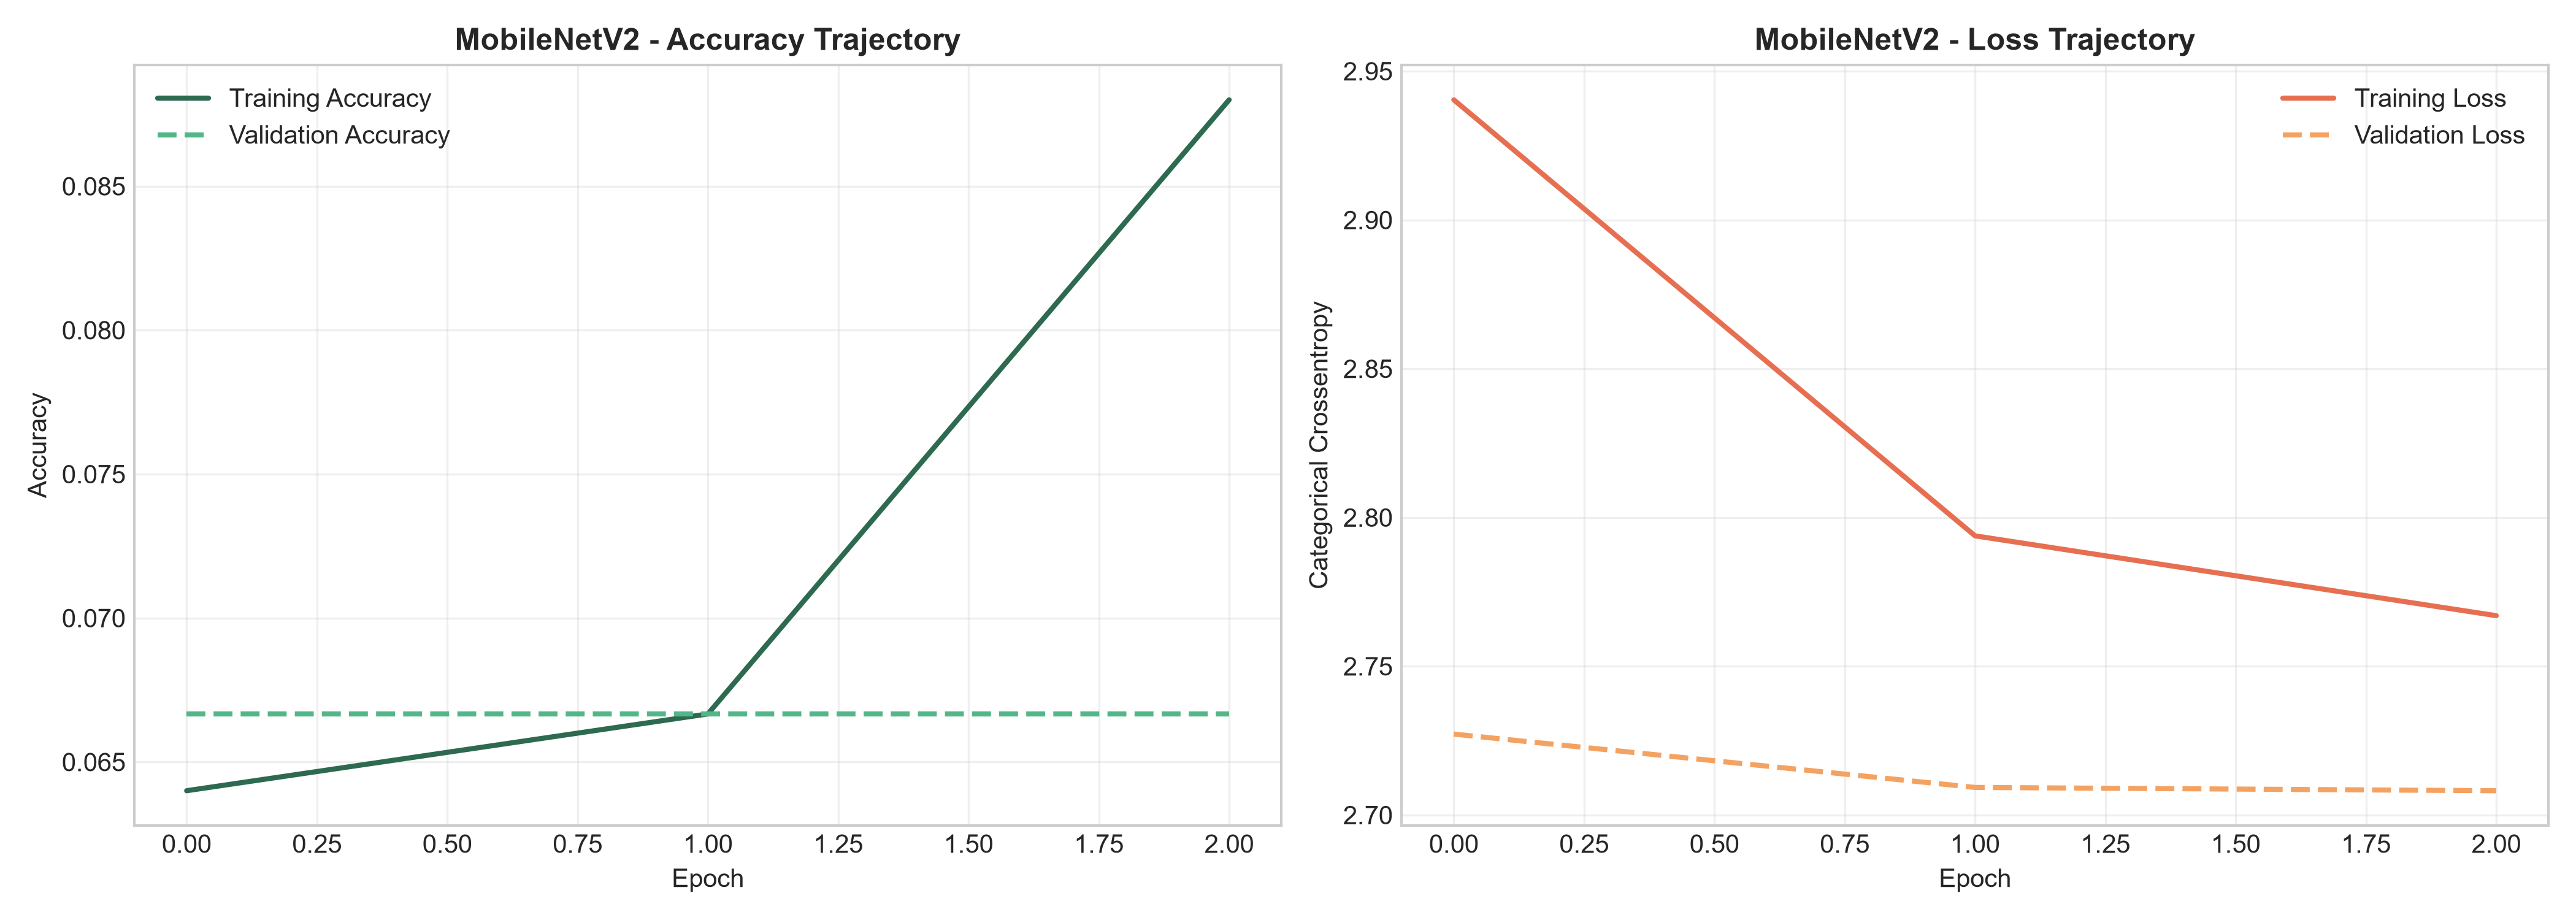 MobileNetV2 - Accuracy Trajectory
Training Accuracy
Validation Accuracy
Accuracy
0.085
0.080
0.075
0.070
0.065
0.00 0.25 0.50 0.75 1.00 1.25 1.50 1.75 2.00
Epoch
MobileNetV2 - Loss Trajectory
Training Loss
Validation Loss
Categorical Crossentropy
2.95
2.90
2.85
2.80
2.75
2.70
0.00 0.25 0.50 0.75 1.00 1.25 1.50 1.75 2.00
Epoch